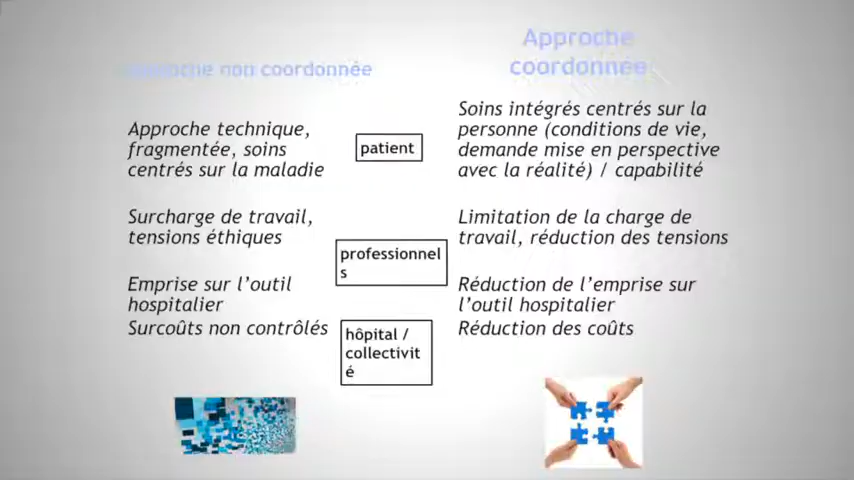 Approche non coordonnée
Approche technique,
fragmentée, soins
centrés sur la maladie
Surcharge de travail,
tensions éthiques
Emprise sur l’outil
hospitalier
Surcoûts non contrôlés
patient
professionnel
s
hôpital /
collectivit
é
Approche
coordonnée
Soins intégrés centrés sur la
personne (conditions de vie,
demande mise en perspective
avec la réalité) / capabilité
Limitation de la charge de
travail, réduction des tensions
Réduction de l’emprise sur
l’outil hospitalier
Réduction des coûts